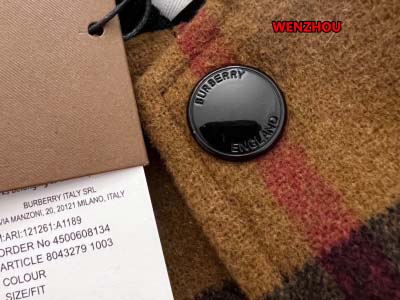 WENZHOU
BURBERRY
ENGLAND
BURBERRY ITALY SRL
VIA MANZONI, 20, 20121 MILANO, ITALY
:ARI:121261:A1189
ORDER No 4500608134
ARTICLE 8043279 1003
COLOUR
SIZE/FIT